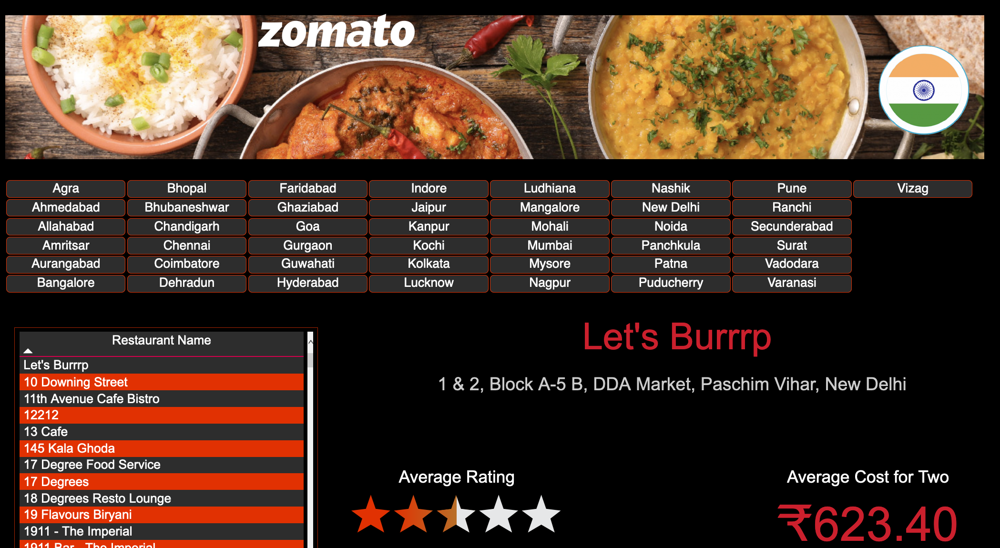 zomato
Agra Bhopal Faridabad Indore Ludhiana Nashik Pune Vizag
Ahmedabad Bhubaneshwar Ghaziabad Jaipur Mangalore New Delhi Ranchi
Allahabad Chandigarh Goa Kanpur Mohali Noida Secunderabad
Amritsar Chennai Gurgaon Kochi Mumbai Panchkula Surat
Aurangabad Coimbatore Guwahati Kolkata Mysore Patna Vadodara
Bangalore Dehradun Hyderabad Lucknow Nagpur Puducherry Varanasi
Restaurant Name
Let's Burrrp
10 Downing Street
11th Avenue Cafe Bistro
12212
13 Cafe
145 Kala Ghoda
17 Degree Food Service
17 Degrees
18 Degrees Resto Lounge
19 Flavours Biryani
1911 - The Imperial
1911 Bar - The Imperial
Let's Burrrp
1 & 2, Block A-5 B, DDA Market, Paschim Vihar, New Delhi
Average Rating
Average Cost for Two
₹623.40